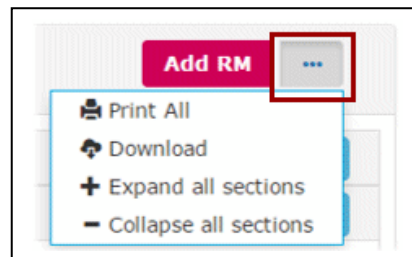 Add RM ...
Print All
Download
Expand all sections
Collapse all sections